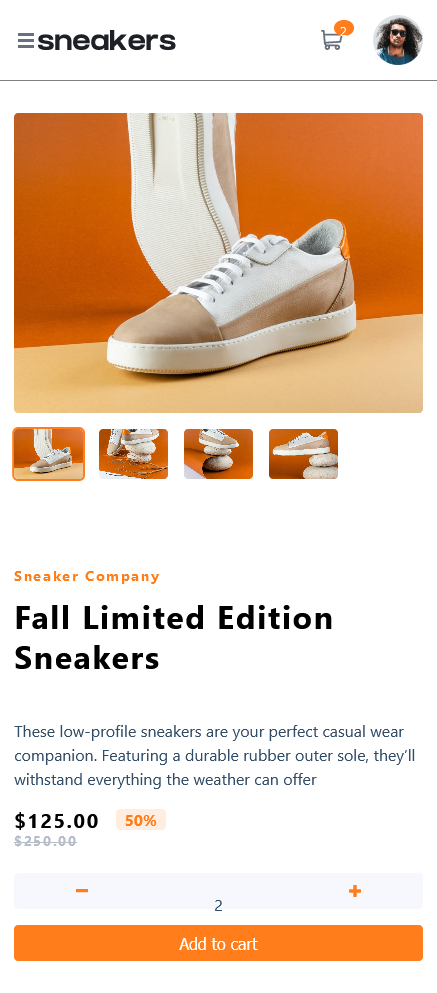 sneakers
2
Sneaker Company
Fall Limited Edition
Sneakers
These low-profile sneakers are your perfect casual wear
companion. Featuring a durable rubber outer sole, they’ll
withstand everything the weather can offer
$125.00 50%
$250.00
2
Add to cart